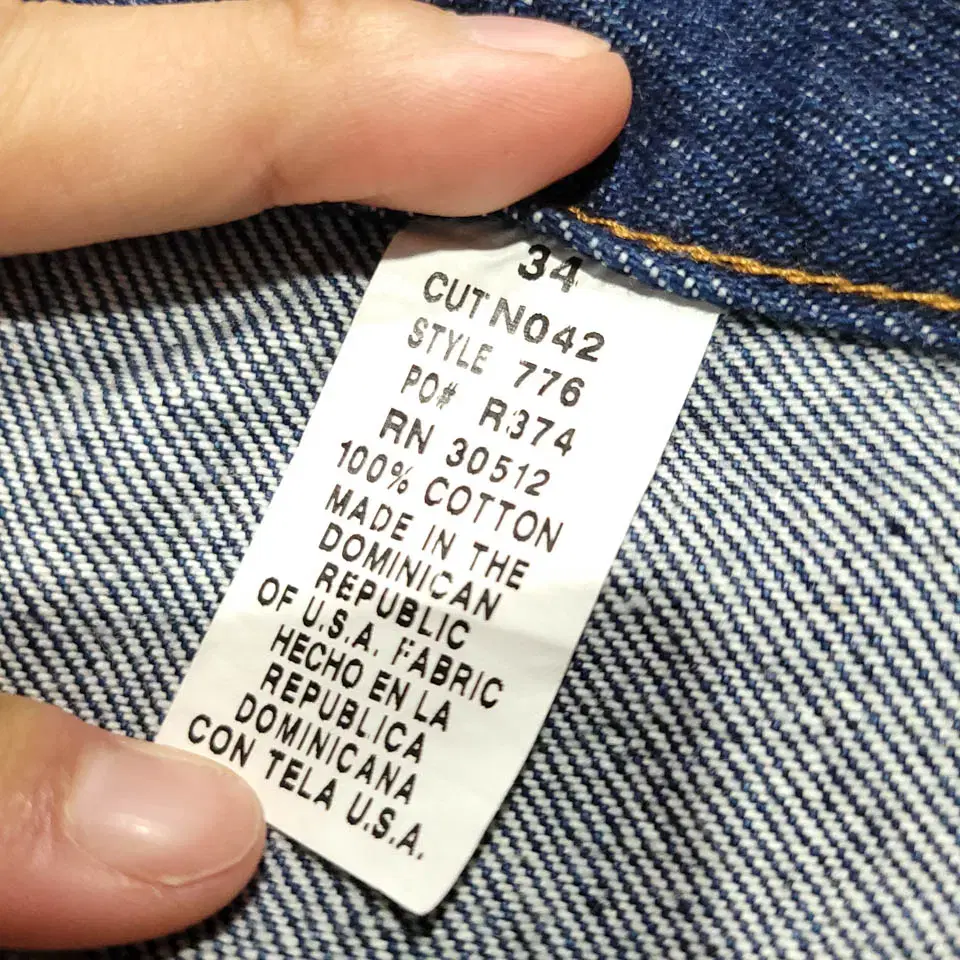 34
CUT NO42
STYLE 776
PO# R374
RN 30512
100% COTTON
MADE IN THE
DOMINICAN
REPUBLIC
OF U.S.A. FABRIC
HECHO EN LA
REPUBLICA
DOMINICANA
CON TELA U.S.A.